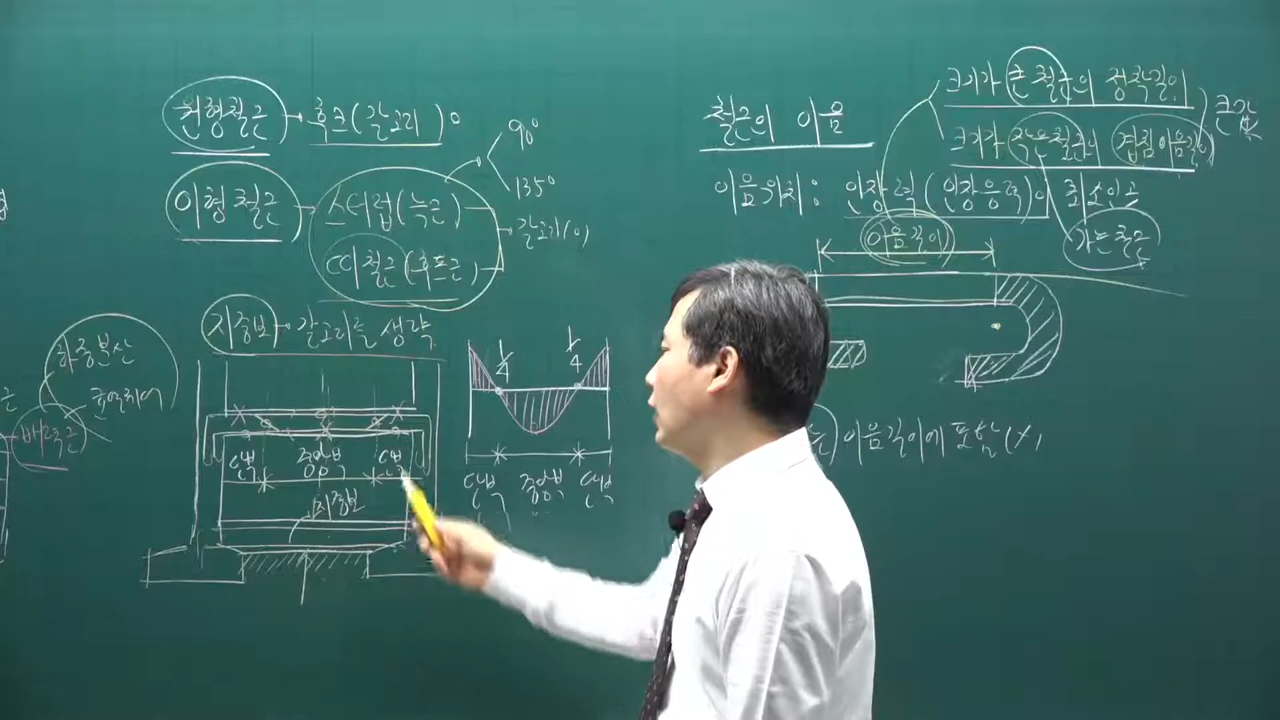 원형철근 → 후크(갈고리)о
90°
135°
이형철근
스터럽(늑근)
띠철근(후프근)
갈고리(о)
지중보 → 갈고리를 생략
하중분산
배력근
단부
중앙부
단부
지중보
1/4
1/4
단부
중앙부
단부
철근의 이음
크기가 큰 철근의 정착길이
크기가 작은 철근의 겹침이음길이
큰값
이음위치: 인장력(인장응력)이 최소인곳
이음길이
가는철근
이음길이에 포함(×)